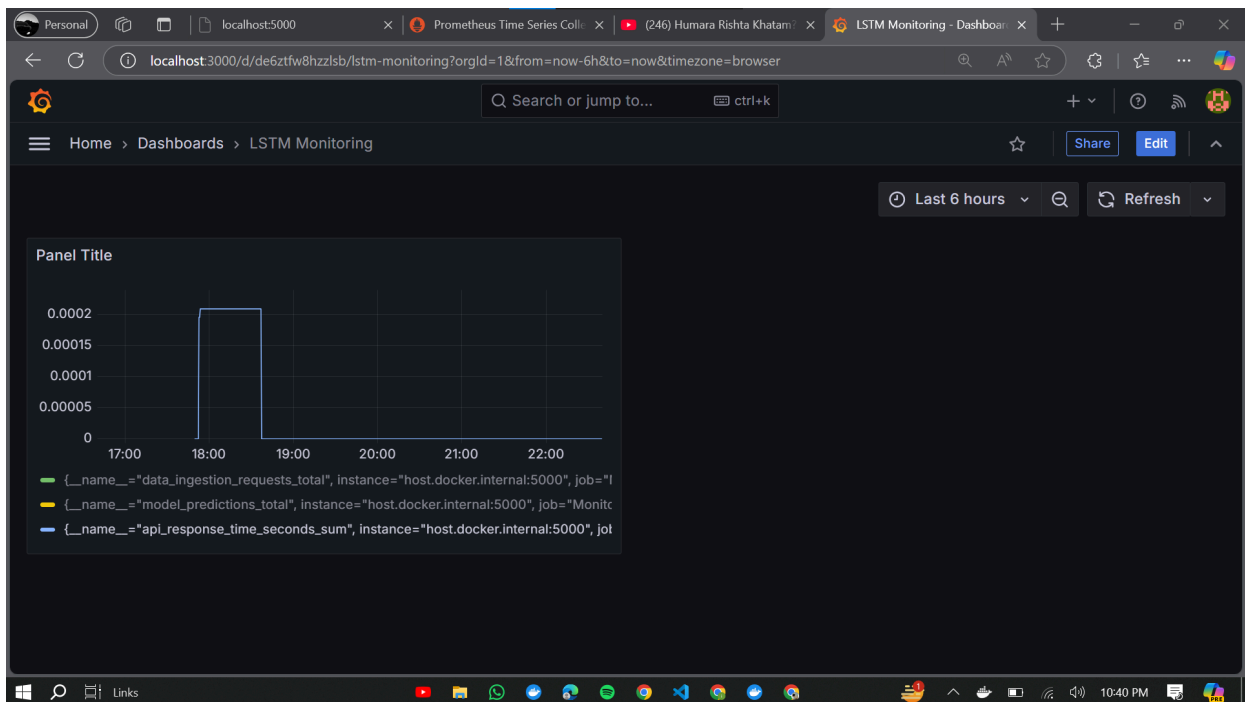 Personal
localhost:5000
Prometheus Time Series Colle
(246) Humara Rishta Khatam?
LSTM Monitoring - Dashboar
localhost:3000/d/de6ztfw8hzzlsb/lstm-monitoring?orgId=1&from=now-6h&to=now&timezone=browser
Search or jump to...
ctrl+k
Home › Dashboards › LSTM Monitoring
Share
Edit
Last 6 hours
Refresh
Panel Title
0.0002
0.00015
0.0001
0.00005
0
17:00 18:00 19:00 20:00 21:00 22:00
{__name__="data_ingestion_requests_total", instance="host.docker.internal:5000", job="
{__name__="model_predictions_total", instance="host.docker.internal:5000", job="Monito
{__name__="api_response_time_seconds_sum", instance="host.docker.internal:5000", jo
Links
1
10:40 PM
PRE